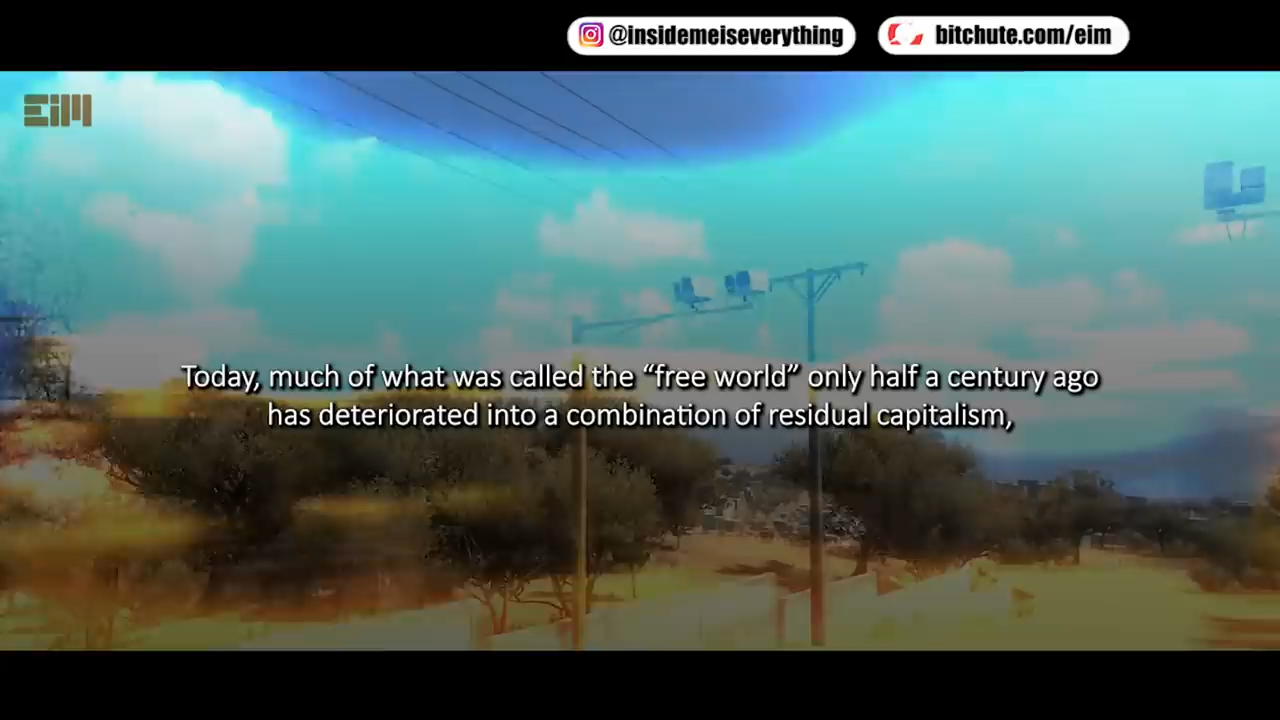 @insidemeiseverything
bitchute.com/eim
EiM
Today, much of what was called the “free world” only half a century ago
has deteriorated into a combination of residual capitalism,